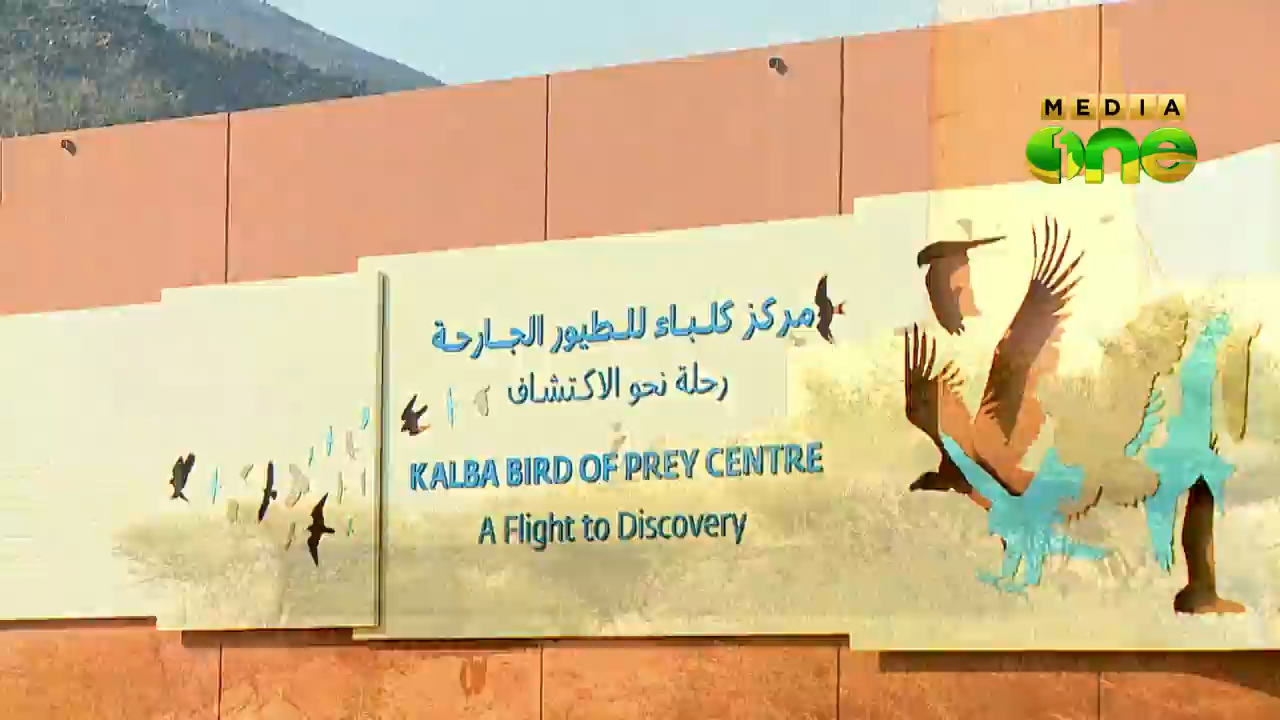 MEDIA
One
مركز كلباء للطيور الجارحة
رحلة نحو الاكتشاف
KALBA BIRD OF PREY CENTRE
A Flight to Discovery